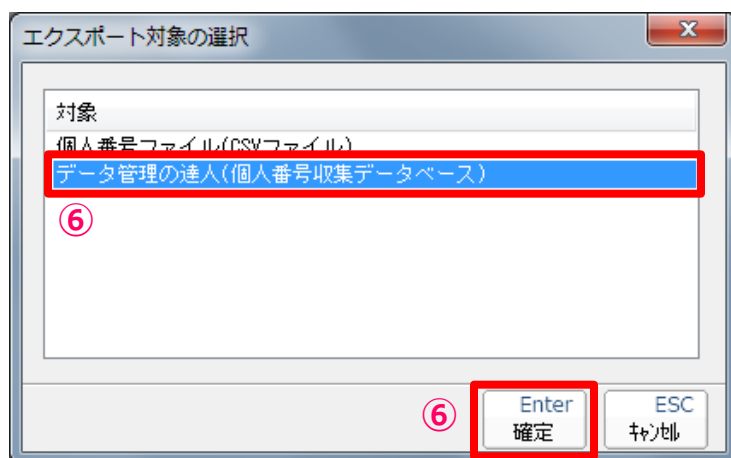 エクスポート対象の選択
対象
個人番号ファイル(CSVファイル)
データ管理の達人(個人番号収集データベース)
⑥
⑥
Enter
確定
ESC
ｷｬﾝｾﾙ